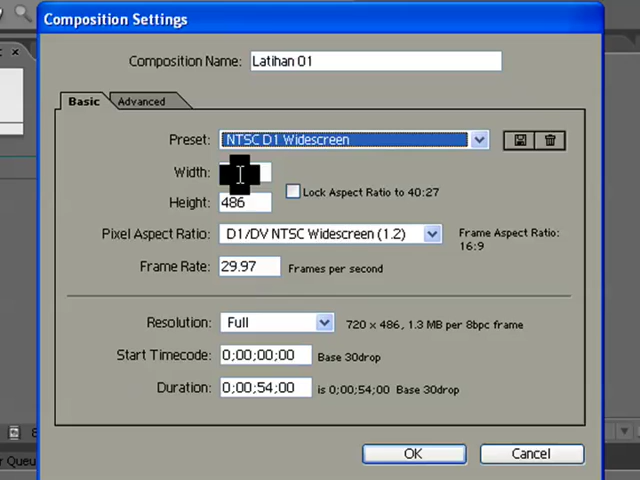 Composition Settings
Composition Name: Latihan 01
Basic Advanced
Preset: NTSC D1 Widescreen
Width:
Lock Aspect Ratio to 40:27
Height: 486
Pixel Aspect Ratio: D1/DV NTSC Widescreen (1.2)
Frame Aspect Ratio:
16:9
Frame Rate: 29.97 Frames per second
Resolution: Full 720 x 486, 1.3 MB per 8bpc frame
Start Timecode: 0;00;00;00 Base 30drop
Duration: 0;00;54;00 is 0;00;54;00 Base 30drop
OK Cancel